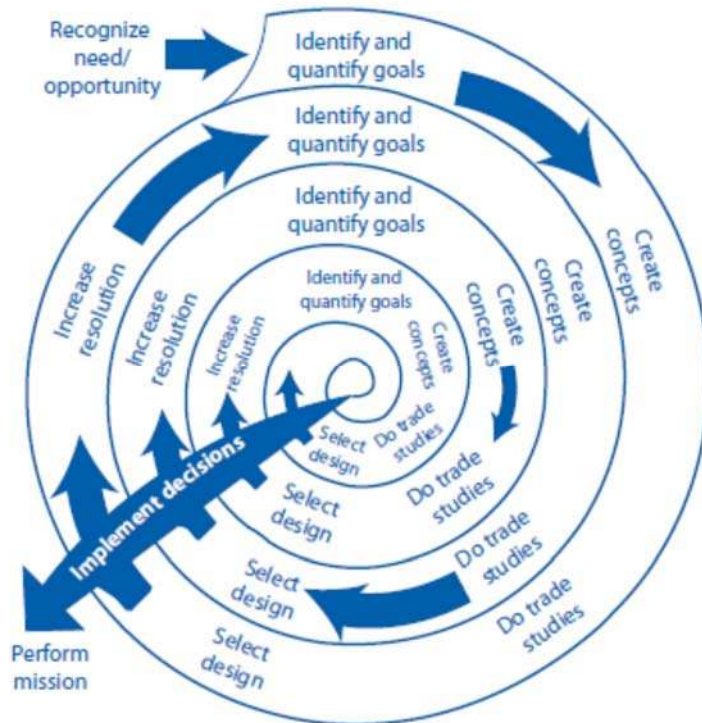 Recognize
need/
opportunity
Identify and
quantify goals
Identify and
quantify goals
Identify and
quantify goals
Identify and
quantify goals
Create
concepts
Create
concepts
Create
concepts
Create
concepts
Do trade
studies
Do trade
studies
Do trade
studies
Do trade
studies
Select
design
Select
design
Select
design
Select
design
Increase
resolution
Increase
resolution
Increase
resolution
Implement decisions
Perform
mission